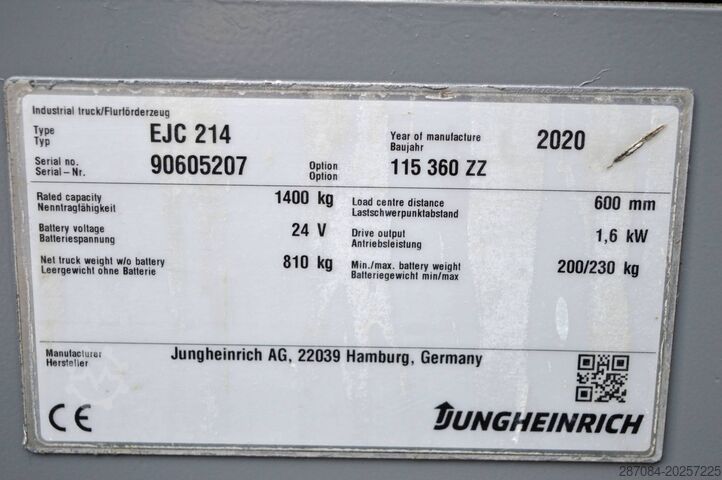 Industrial truck/Flurförderzeug
Type EJC 214 Year of manufacture 2020
Typ Baujahr
Serial no. 90605207 Option 115 360 ZZ
Serial-Nr. Option
Rated capacity 1400 kg Load centre distance 600 mm
Nenntragfähigkeit Lastschwerpunktabstand
Battery voltage 24 V Drive output 1,6 kW
Batteriespannung Antriebsleistung
Net truck weight w/o battery 810 kg Min./max. battery weight 200/230 kg
Leergewicht ohne Batterie Batteriegewicht min/max
Manufacturer Jungheinrich AG, 22039 Hamburg, Germany
Hersteller
CE JUNGHEINRICH
287084-20257225